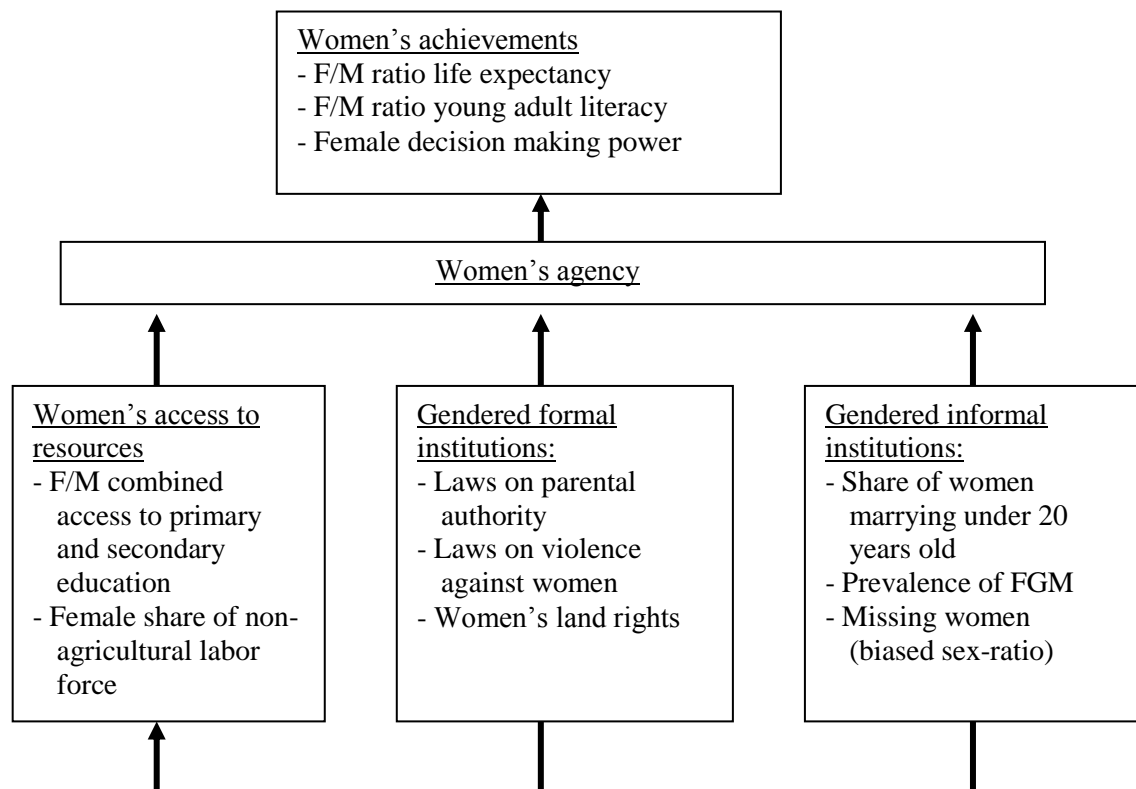 Women’s achievements
- F/M ratio life expectancy
- F/M ratio young adult literacy
- Female decision making power
Women’s agency
Women’s access to
resources
- F/M combined
access to primary
and secondary
education
- Female share of non-
agricultural labor
force
Gendered formal
institutions:
- Laws on parental
authority
- Laws on violence
against women
- Women’s land rights
Gendered informal
institutions:
- Share of women
marrying under 20
years old
- Prevalence of FGM
- Missing women
(biased sex-ratio)